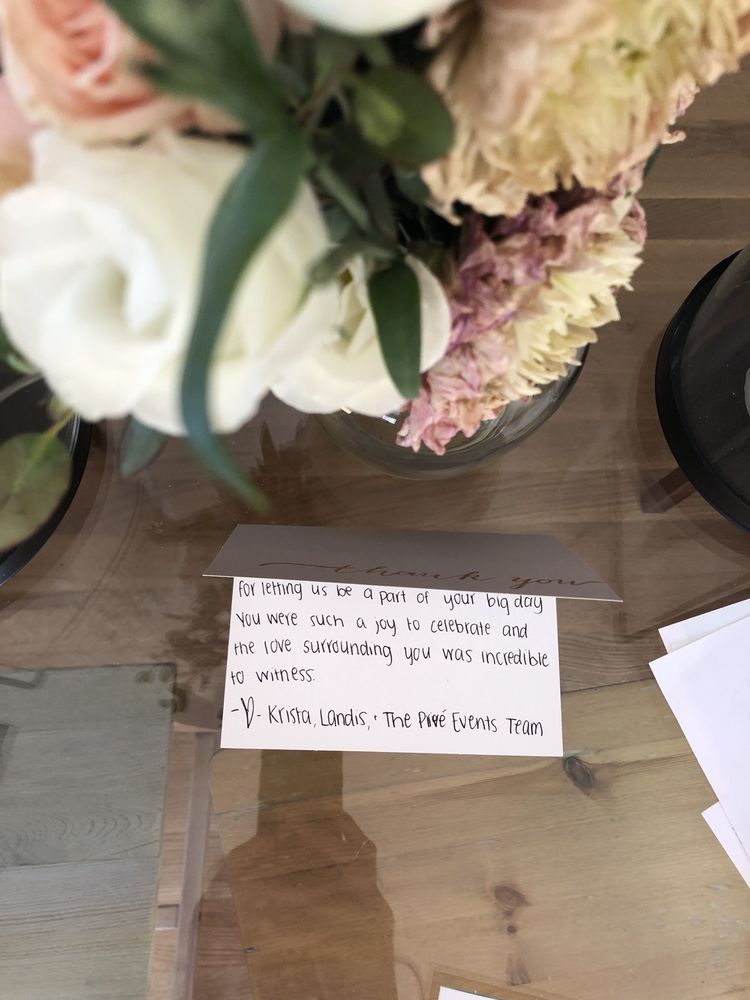 thank you
for letting us be a part of your big day
you were such a joy to celebrate and
the love surrounding you was incredible
to witness.
-♡- Krista, Landis, + The Privé Events Team